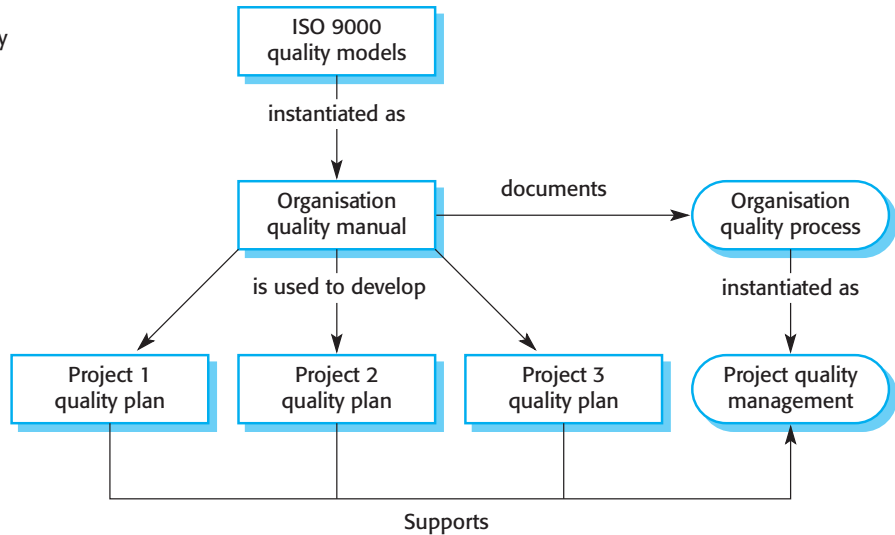 y
ISO 9000
quality models
instantiated as
Organisation
quality manual
documents
Organisation
quality process
is used to develop
instantiated as
Project 1
quality plan
Project 2
quality plan
Project 3
quality plan
Project quality
management
Supports